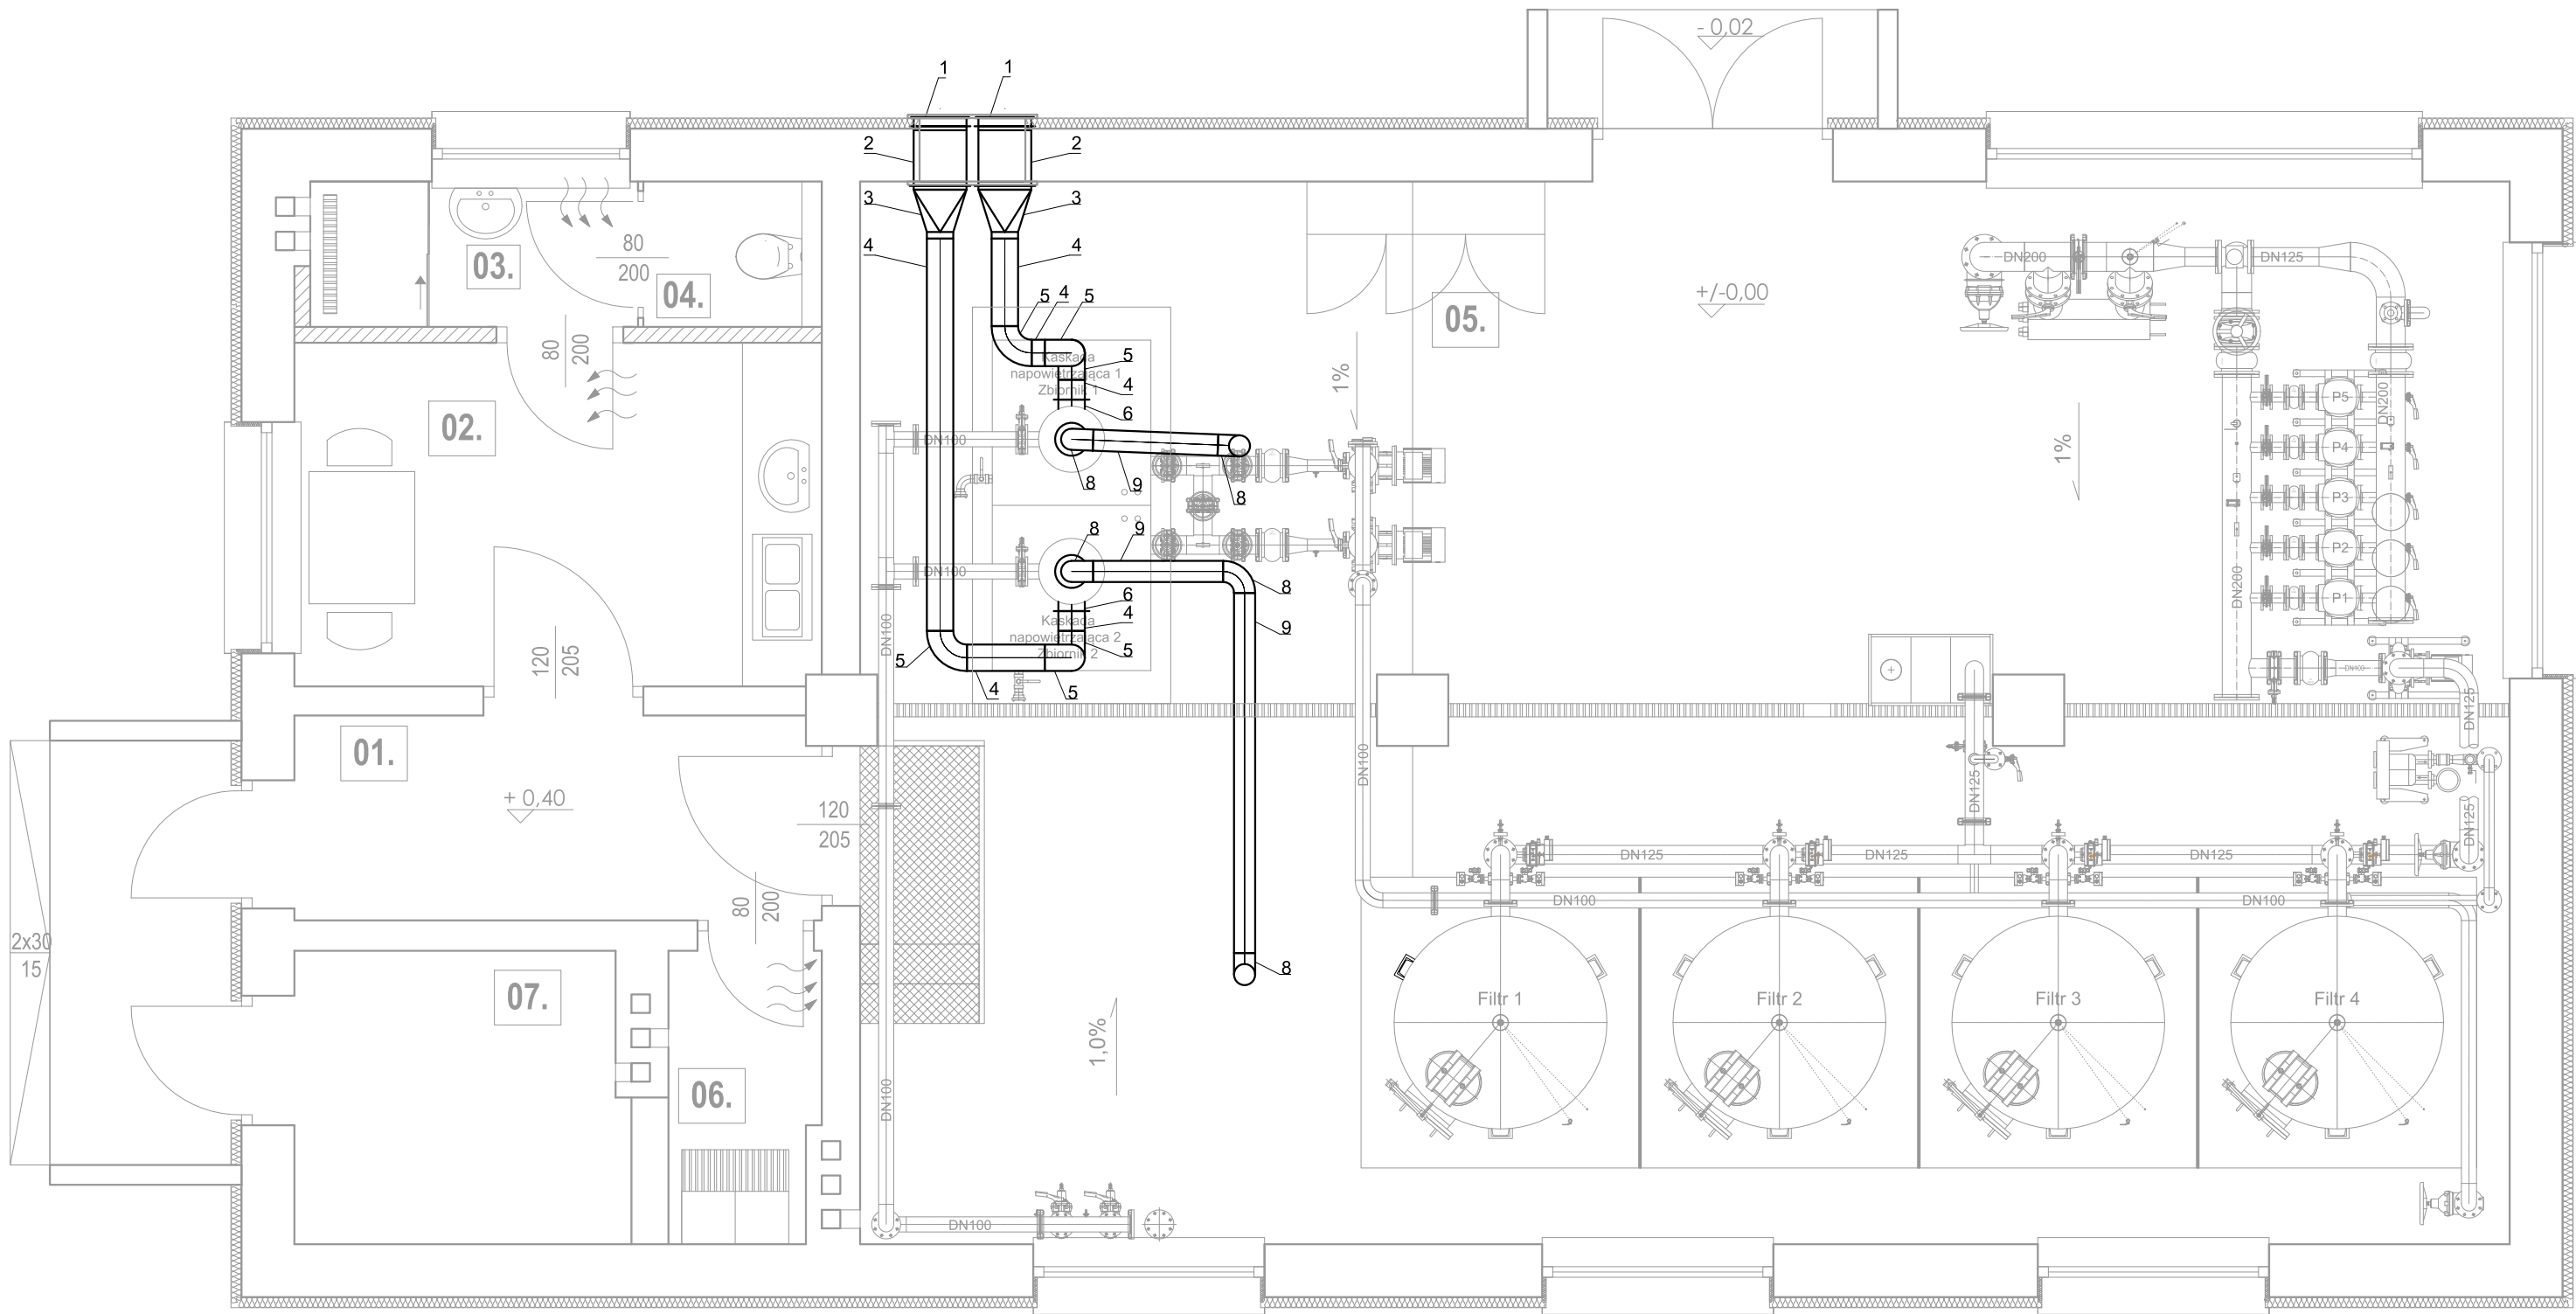 - 0,02
1
1
2
2
3
3
4
4
80
200
03.
04.
5
4
5
+/-0,00
05.
1%
DN200
DN125
80
200
Kaskada
napowietrzająca 1
Zbiornik 1
5
4
6
02.
DN100
8
9
8
1%
P5
DN200
P4
P3
P2
P1
DN200
DN100
8
9
8
6
4
9
Kaskada
napowietrzająca 2
Zbiornik 2
5
5
4
5
DN100
120
205
DN100
DN125
01.
+ 0,40
120
205
DN100
DN125
DN125
DN125
DN125
DN125
80
200
DN100
DN100
2x30
15
07.
8
Filtr 1
Filtr 2
Filtr 3
Filtr 4
1,0%
06.
DN100
DN100